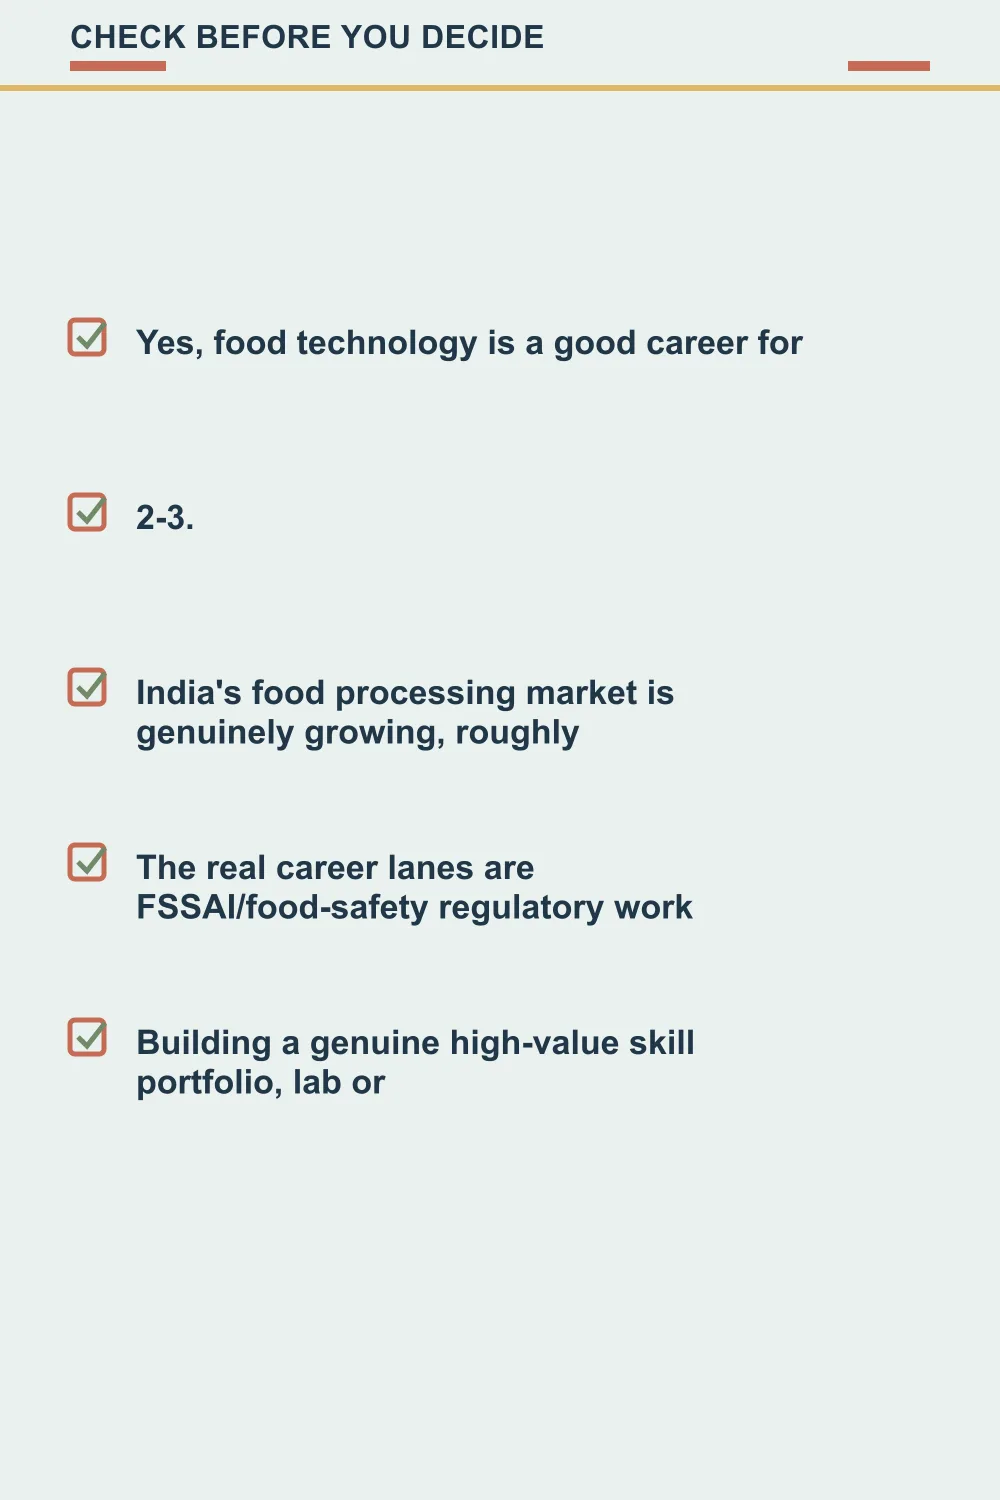 CHECK BEFORE YOU DECIDE
Yes, food technology is a good career for
2-3.
India's food processing market is
genuinely growing, roughly
The real career lanes are
FSSAI/food-safety regulatory work
Building a genuine high-value skill
portfolio, lab or